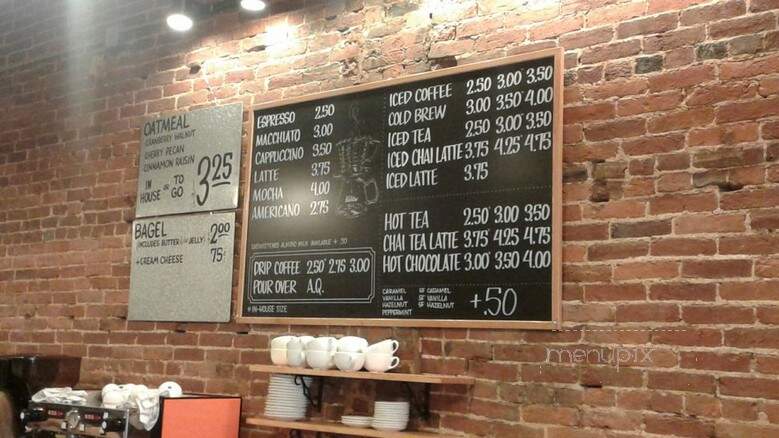 OATMEAL
CRANBERRY WALNUT
CHERRY PECAN
CINNAMON RAISIN
IN HOUSE OR TO GO 3.25
BAGEL
(INCLUDES BUTTER OR JELLY) 2.00
+ CREAM CHEESE 75¢
ESPRESSO 2.50
MACCHIATO 3.00
CAPPUCCINO 3.50
LATTE 3.75
MOCHA 4.00
AMERICANO 2.75
UNSWEETENED ALMOND MILK AVAILABLE + .50
DRIP COFFEE 2.50 2.75 3.00
POUR OVER A.Q.
* IN-HOUSE SIZE
ICED COFFEE 2.50 3.00 3.50
COLD BREW 3.00 3.50 4.00
ICED TEA 2.50 3.00 3.50
ICED CHAI LATTE 3.75 4.25 4.75
ICED LATTE 3.75
HOT TEA 2.50 3.00 3.50
CHAI TEA LATTE 3.75 4.25 4.75
HOT CHOCOLATE 3.00 3.50 4.00
CARAMEL SF CARAMEL
VANILLA SF VANILLA
HAZELNUT SF HAZELNUT
PEPPERMINT
+.50
menupix